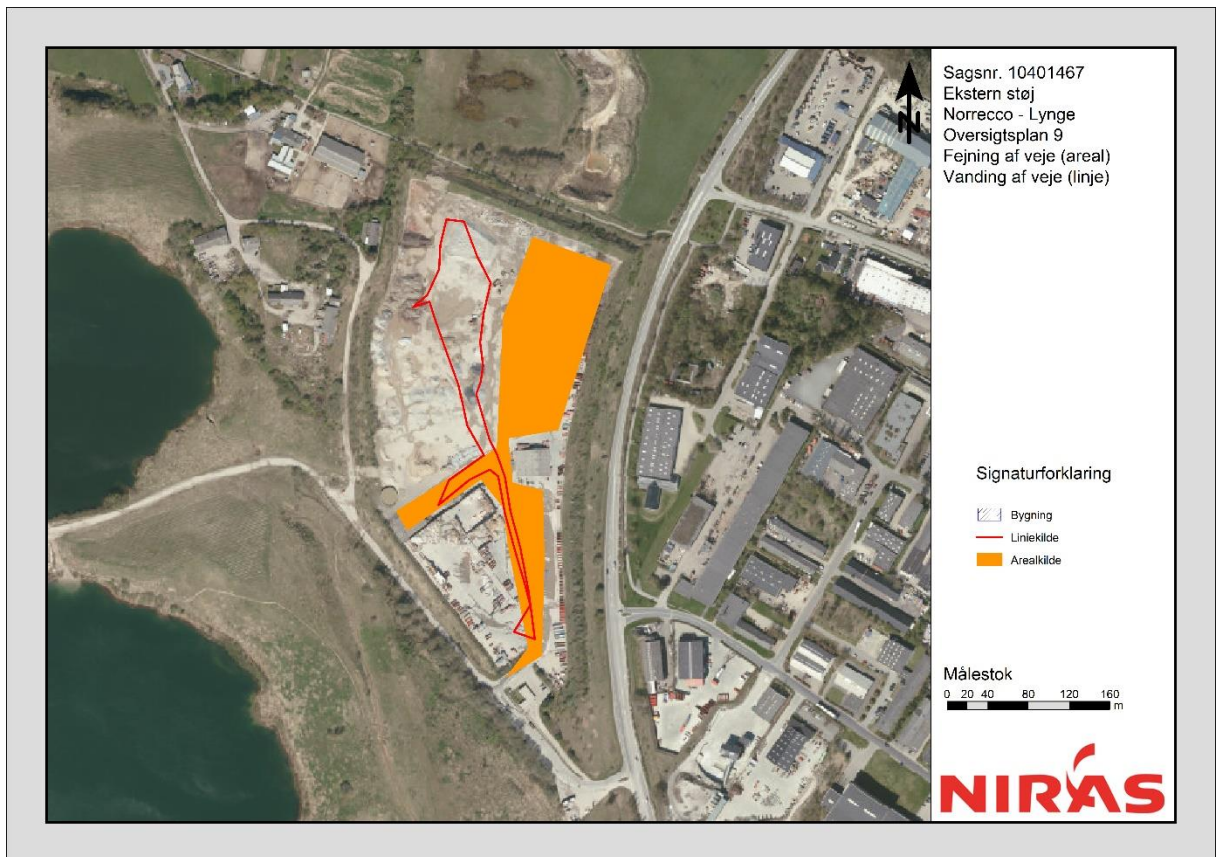 Sagsnr. 10401467
Ekstern støj
Norrecco - Lynge
Oversigtsplan 9
Fejning af veje (areal)
Vanding af veje (linje)
N
Signaturforklaring
Bygning
Liniekilde
Arealkilde
Målestok
0 20 40 80 120 160
m
NIRAS